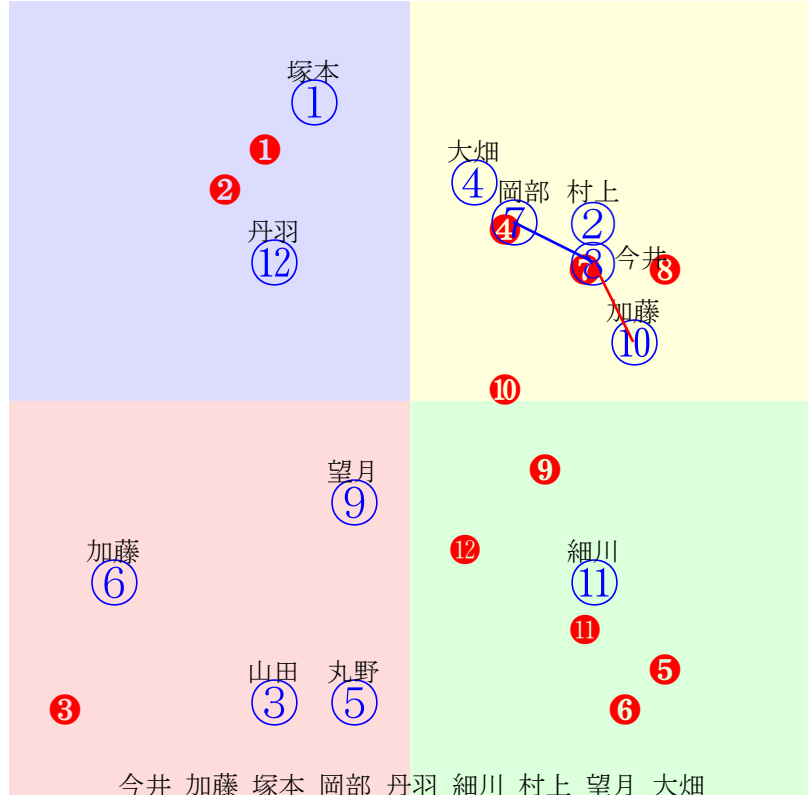 塚本
①
❶
❷
丹羽
⑫
大畑
④
岡部
⑦
❹
村上
②
今井
⑧
❼
❽
加藤
⑩
❿
❾
⓬
細川
⑪
⓫
❺
❻
望月
⑨
加藤
⑥
山田
③
丸野
⑤
❸
今井 加藤 塚本 岡部 丹羽 細川 村上 望月 大畑